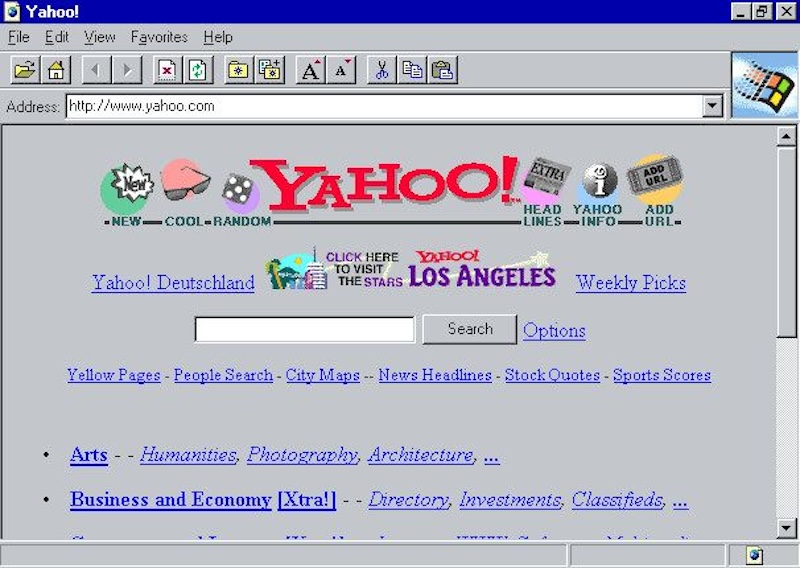 Yahoo!
File Edit View Favorites Help
Address: http://www.yahoo.com
New EXTRA i ADD URL
YAHOO!
NEW COOL RANDOM HEAD LINES YAHOO INFO ADD URL
CLICK HERE TO VISIT THE STARS YAHOO! LOS ANGELES
Yahoo! Deutschland Weekly Picks
Search Options
Yellow Pages - People Search - City Maps -- News Headlines - Stock Quotes - Sports Scores
• Arts - - Humanities, Photography, Architecture, ...
• Business and Economy [Xtra!] - - Directory, Investments, Classifieds, ...